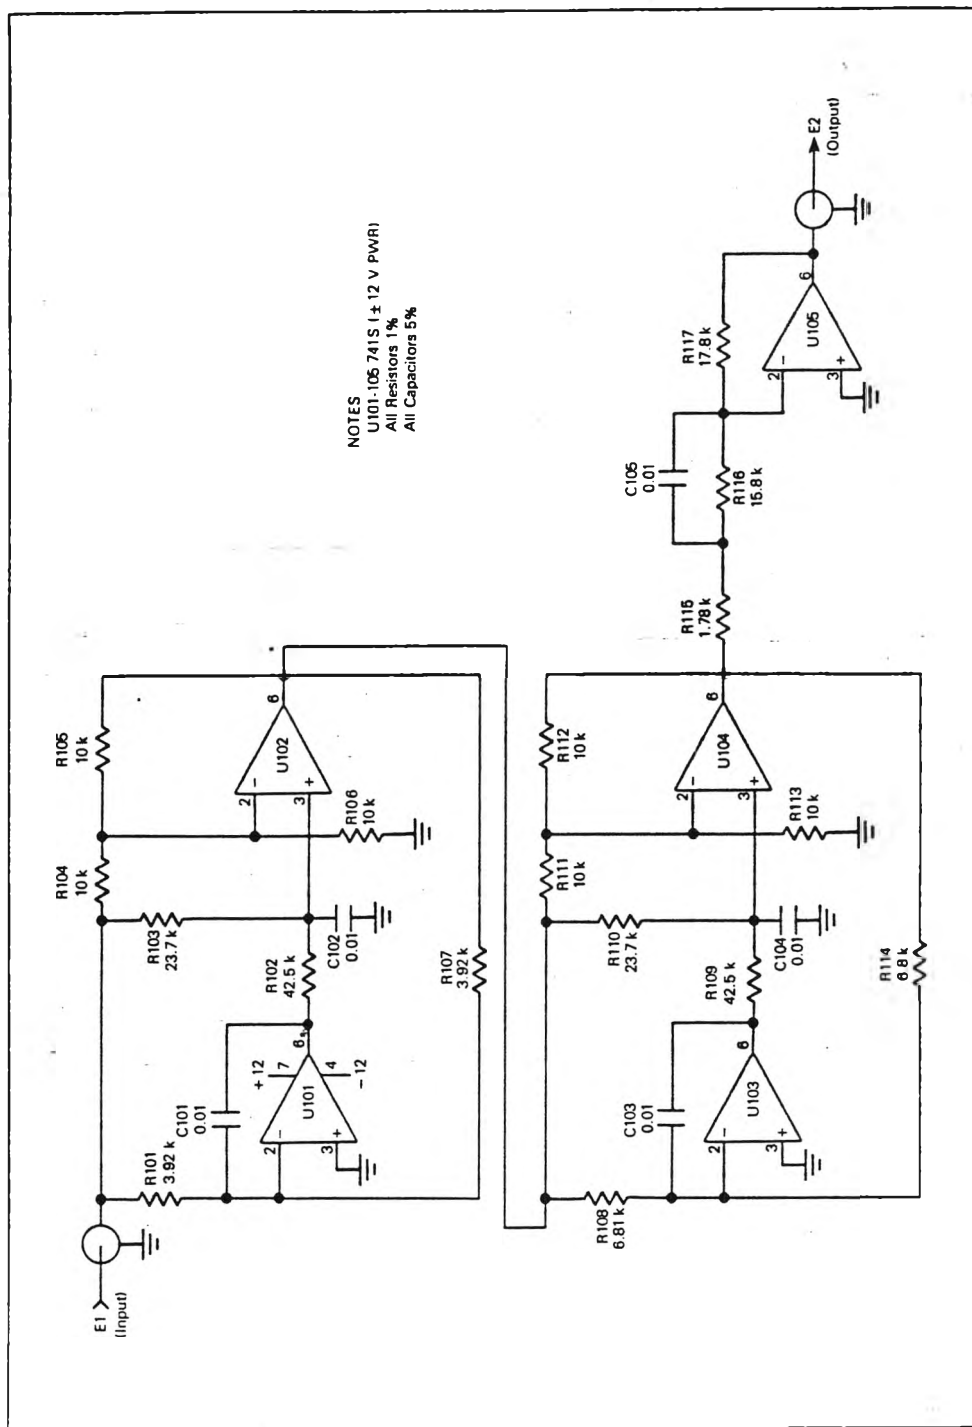 E1
(Input)
R101
3.92 k
C101
0.01
2
3
-
+
U101
+12
7
4
-12
6
R102
42.5 k
R103
23.7 k
C102
0.01
R104
10 k
R105
10 k
R106
10 k
2
3
-
+
U102
6
R107
3.92 k
NOTES
U101-105 741S (± 12 V PWR)
All Resistors 1%
All Capacitors 5%
R108
6.81 k
C103
0.01
2
3
-
+
U103
6
R109
42.5 k
R110
23.7 k
C104
0.01
R111
10 k
R112
10 k
R113
10 k
2
3
-
+
U104
6
R114
6.8 k
R115
1.78 k
C105
0.01
R116
15.8 k
R117
17.8 k
2
3
-
+
U105
6
E2
(Output)